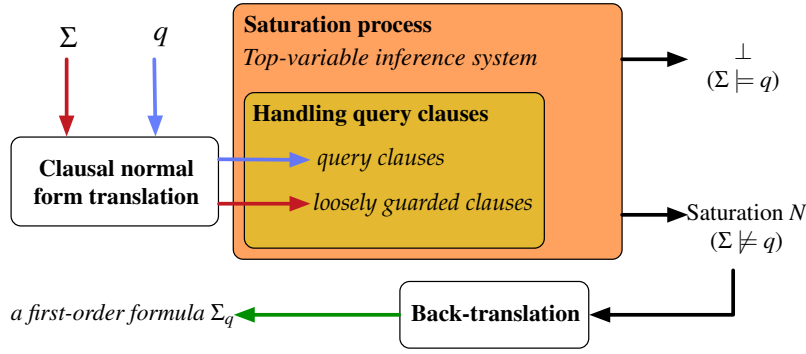 Σ
q
Saturation process
Top-variable inference system
⊥
(Σ ⊨ q)
Handling query clauses
Clausal normal
form translation
query clauses
loosely guarded clauses
Saturation N
(Σ ⊭ q)
a first-order formula Σq
Back-translation